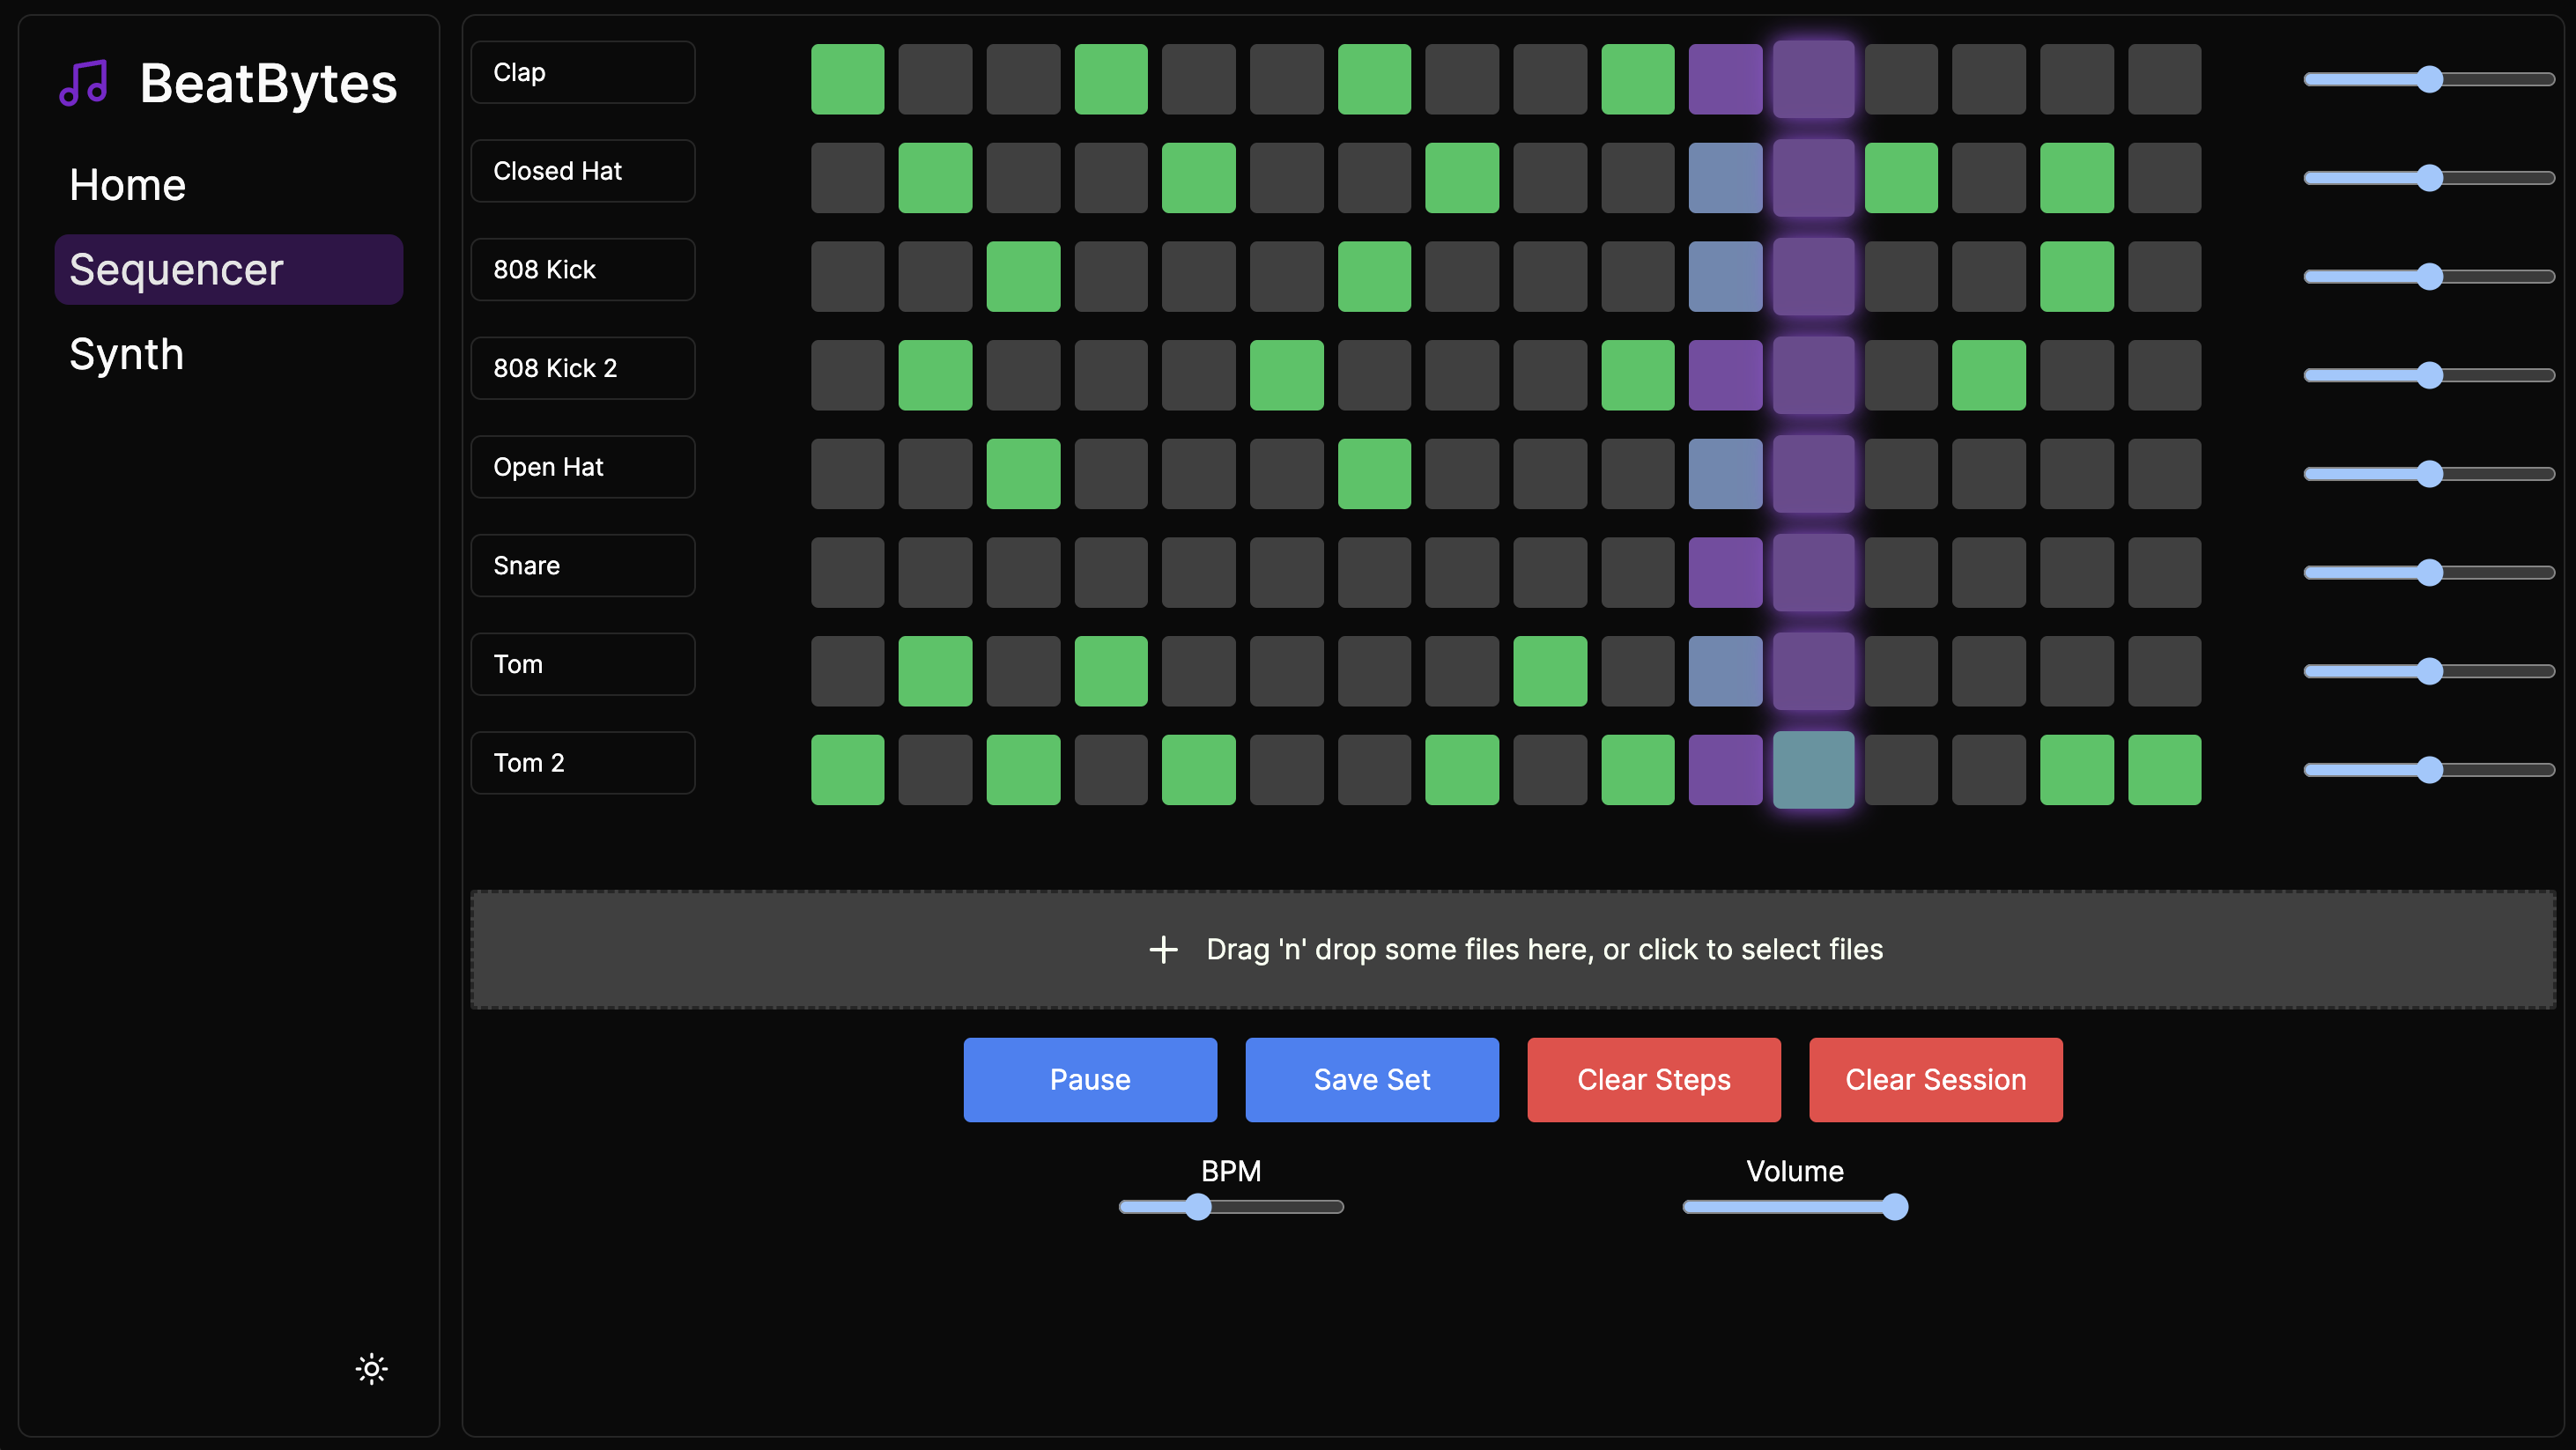 BeatBytes
Home
Sequencer
Synth
Clap
Closed Hat
808 Kick
808 Kick 2
Open Hat
Snare
Tom
Tom 2
Drag 'n' drop some files here, or click to select files
Pause
Save Set
Clear Steps
Clear Session
BPM
Volume